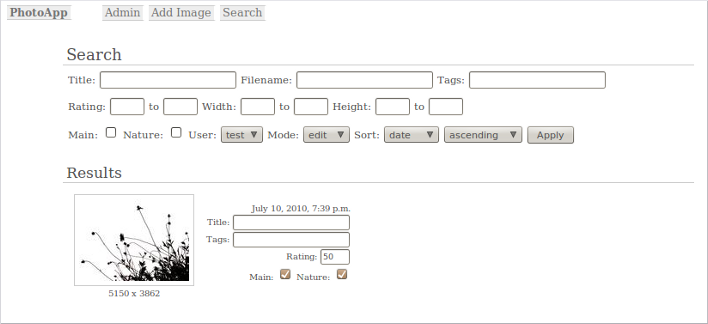 PhotoApp Admin Add Image Search
Search
Title: Filename: Tags:
Rating: to Width: to Height: to
Main: Nature: User: test Mode: edit Sort: date ascending Apply
Results
July 10, 2010, 7:39 p.m.
Title:
Tags:
Rating: 50
Main: Nature:
5150 x 3862